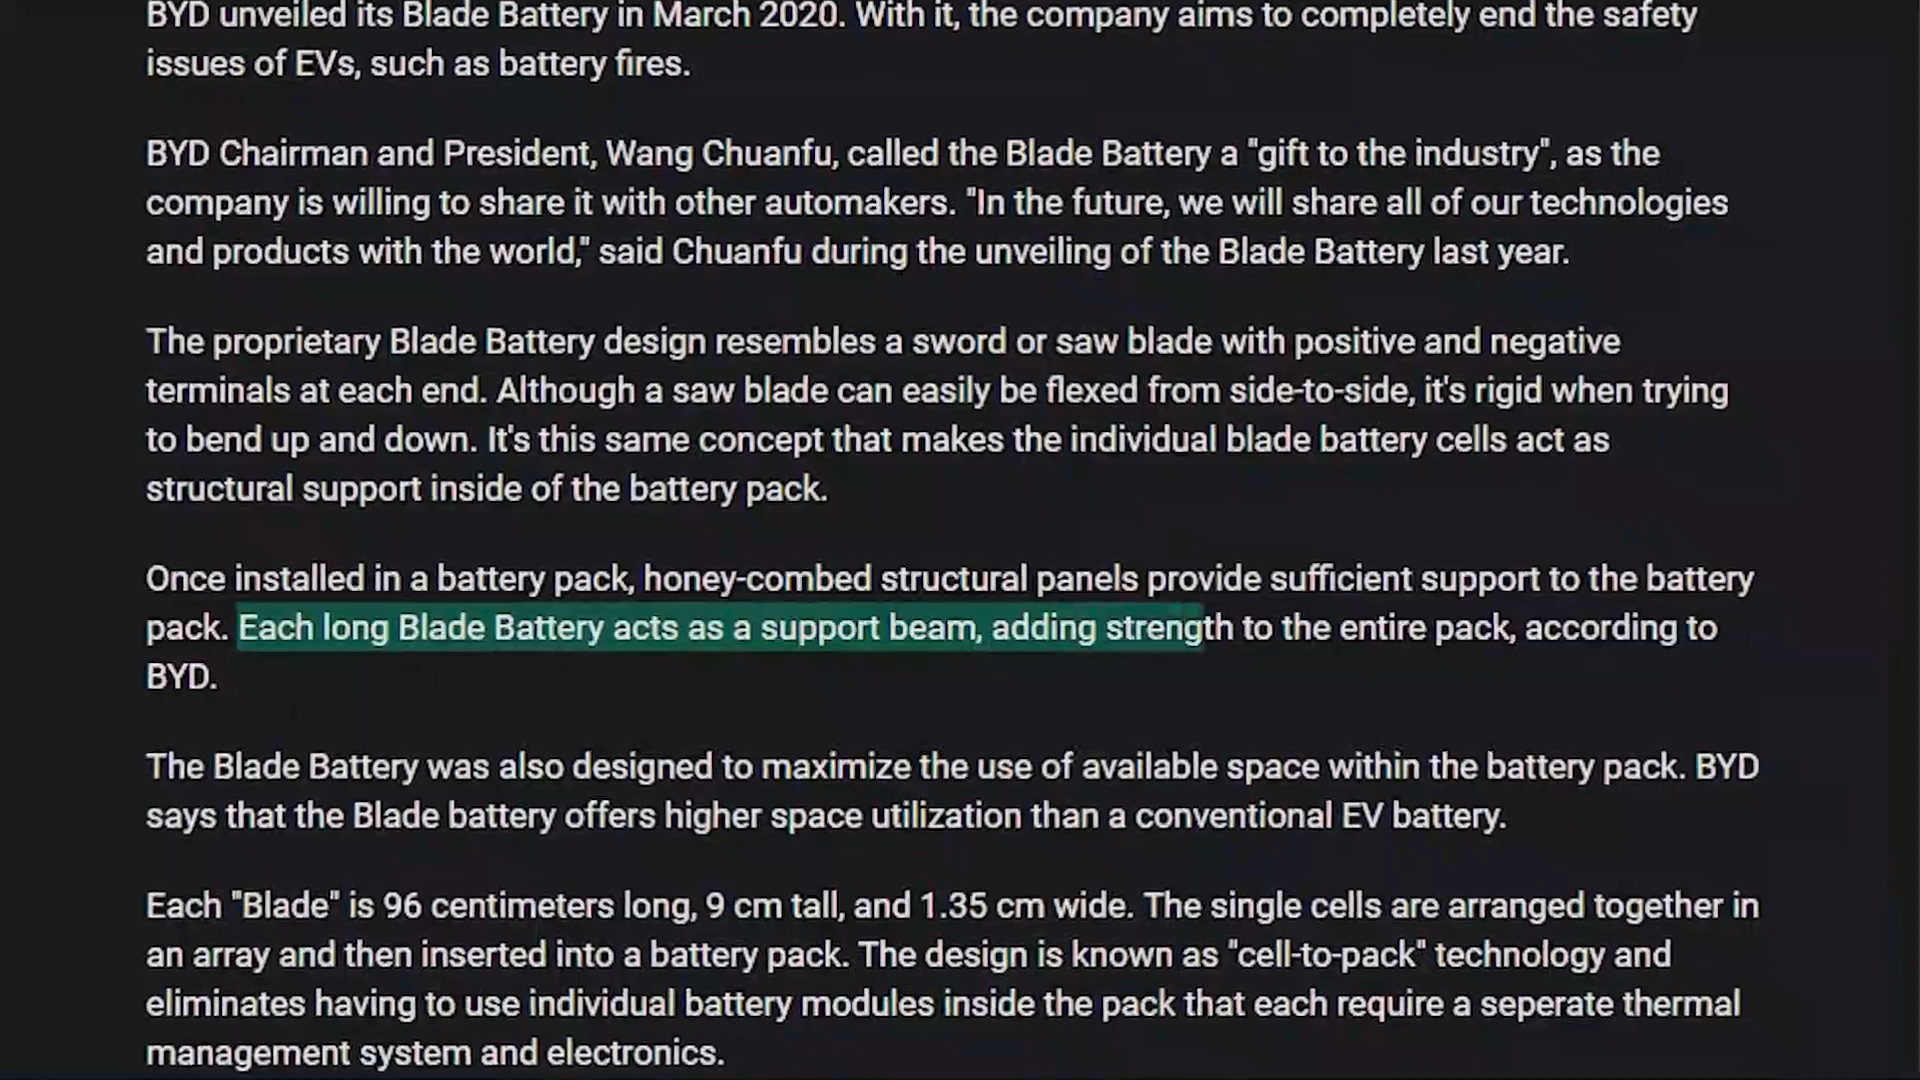 BYD unveiled its Blade Battery in March 2020. With it, the company aims to completely end the safety
issues of EVs, such as battery fires.
BYD Chairman and President, Wang Chuanfu, called the Blade Battery a "gift to the industry", as the
company is willing to share it with other automakers. "In the future, we will share all of our technologies
and products with the world," said Chuanfu during the unveiling of the Blade Battery last year.
The proprietary Blade Battery design resembles a sword or saw blade with positive and negative
terminals at each end. Although a saw blade can easily be flexed from side-to-side, it's rigid when trying
to bend up and down. It's this same concept that makes the individual blade battery cells act as
structural support inside of the battery pack.
Once installed in a battery pack, honey-combed structural panels provide sufficient support to the battery
pack. Each long Blade Battery acts as a support beam, adding strength to the entire pack, according to
BYD.
The Blade Battery was also designed to maximize the use of available space within the battery pack. BYD
says that the Blade battery offers higher space utilization than a conventional EV battery.
Each "Blade" is 96 centimeters long, 9 cm tall, and 1.35 cm wide. The single cells are arranged together in
an array and then inserted into a battery pack. The design is known as "cell-to-pack" technology and
eliminates having to use individual battery modules inside the pack that each require a seperate thermal
management system and electronics.